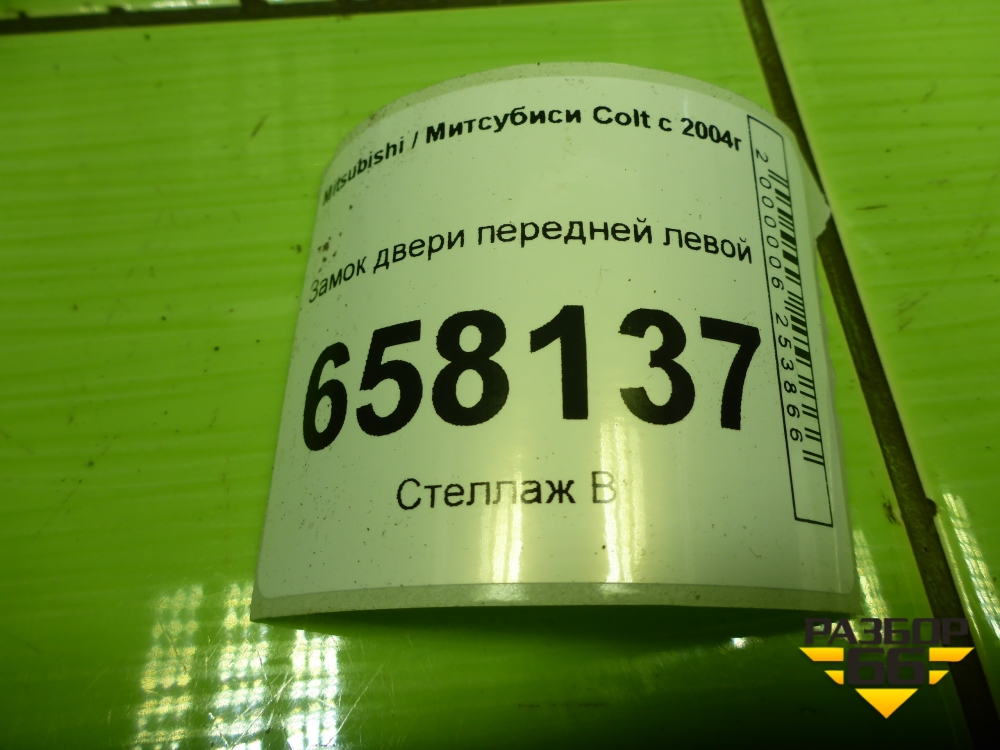 Mitsubishi / Митсубиси Colt с 2004г
Замок двери передней левой
658137
Стеллаж В
2000006253866
РАЗБОР
66